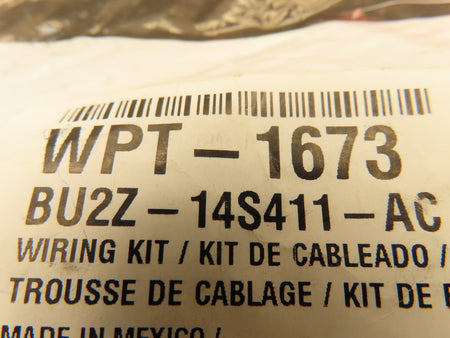 WPT-1673
BU2Z-14S411-AC
WIRING KIT / KIT DE CABLEADO /
TROUSSE DE CABLAGE / KIT DE
MADE IN MEXICO /